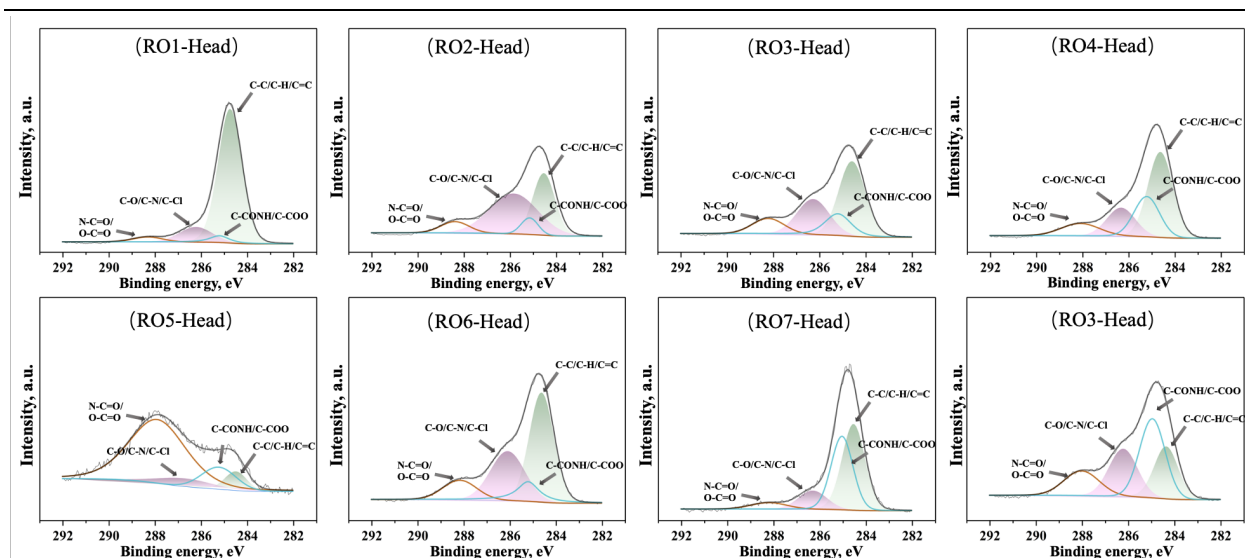 (RO1-Head)
C-C/C-H/C=C
C-O/C-N/C-Cl
N-C=O/
O-C=O
C-CONH/C-COO
Intensity, a.u.
292 290 288 286 284 282
Binding energy, eV
(RO2-Head)
C-C/C-H/C=C
C-O/C-N/C-Cl
N-C=O/
O-C=O
C-CONH/C-COO
Intensity, a.u.
292 290 288 286 284 282
Binding energy, eV
(RO3-Head)
C-C/C-H/C=C
C-O/C-N/C-Cl
N-C=O/
O-C=O
C-CONH/C-COO
Intensity, a.u.
292 290 288 286 284 282
Binding energy, eV
(RO4-Head)
C-C/C-H/C=C
C-O/C-N/C-Cl
C-CONH/C-COO
N-C=O/
O-C=O
Intensity, a.u.
292 290 288 286 284 282
Binding energy, eV
(RO5-Head)
N-C=O/
O-C=O
C-CONH/C-COO
C-O/C-N/C-Cl
C-C/C-H/C=C
Intensity, a.u.
292 290 288 286 284 282
Binding energy, eV
(RO6-Head)
C-C/C-H/C=C
C-O/C-N/C-Cl
N-C=O/
O-C=O
C-CONH/C-COO
Intensity, a.u.
292 290 288 286 284 282
Binding energy, eV
(RO7-Head)
C-C/C-H/C=C
C-CONH/C-COO
C-O/C-N/C-Cl
N-C=O/
O-C=O
Intensity, a.u.
292 290 288 286 284 282
Binding energy, eV
(RO3-Head)
C-CONH/C-COO
C-O/C-N/C-Cl
C-C/C-H/C=C
N-C=O/
O-C=O
Intensity, a.u.
292 290 288 286 284 282
Binding energy, eV